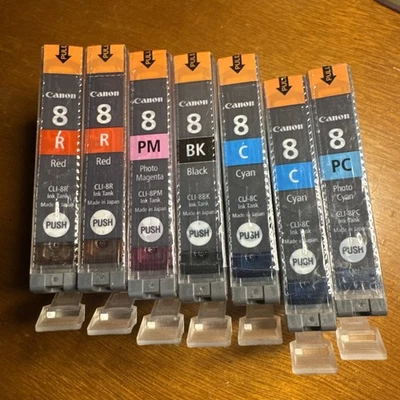 PULL
Canon
8
R
Red
CLI-8R
Ink Tank
Made in Japan
PUSH
PULL
Canon
8
R
Red
CLI-8R
Ink Tank
Made in Japan
PUSH
PULL
Canon
8
PM
Photo
Magenta
CLI-8PM
Ink Tank
Made in Japan
PUSH
Canon
8
BK
Black
CLI-8BK
Ink Tank
Made in Japan
PUSH
Canon
8
C
Cyan
CLI-8C
Ink Tank
Made in Japan
PUSH
Canon
8
C
Cyan
CLI-8C
Ink Tank
Made in Japan
PUSH
PULL
Canon
8
PC
Photo
Cyan
CLI-8PC
Ink Tank
Made in Japan
PUSH